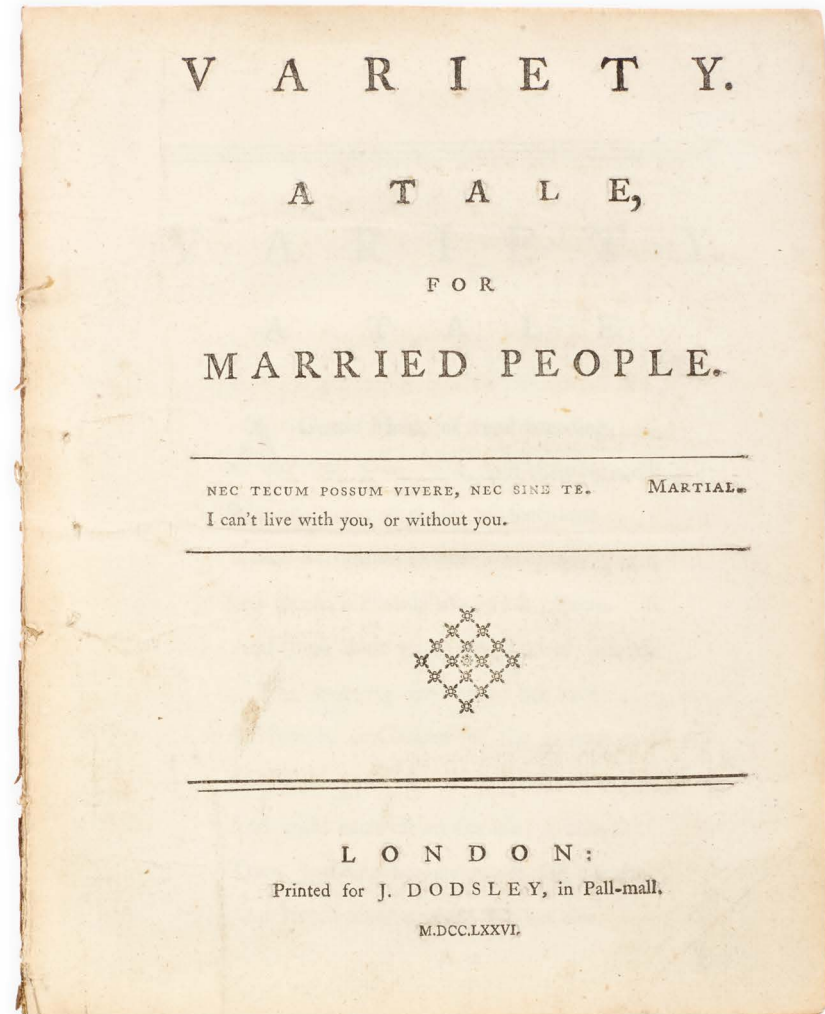 VARIETY.
A TALE,
FOR
MARRIED PEOPLE.
NEC TECUM POSSUM VIVERE, NEC SINE TE. MARTIAL.
I can't live with you, or without you.
LONDON:
Printed for J. DODSLEY, in Pall-mall.
M.DCC.LXXVI.